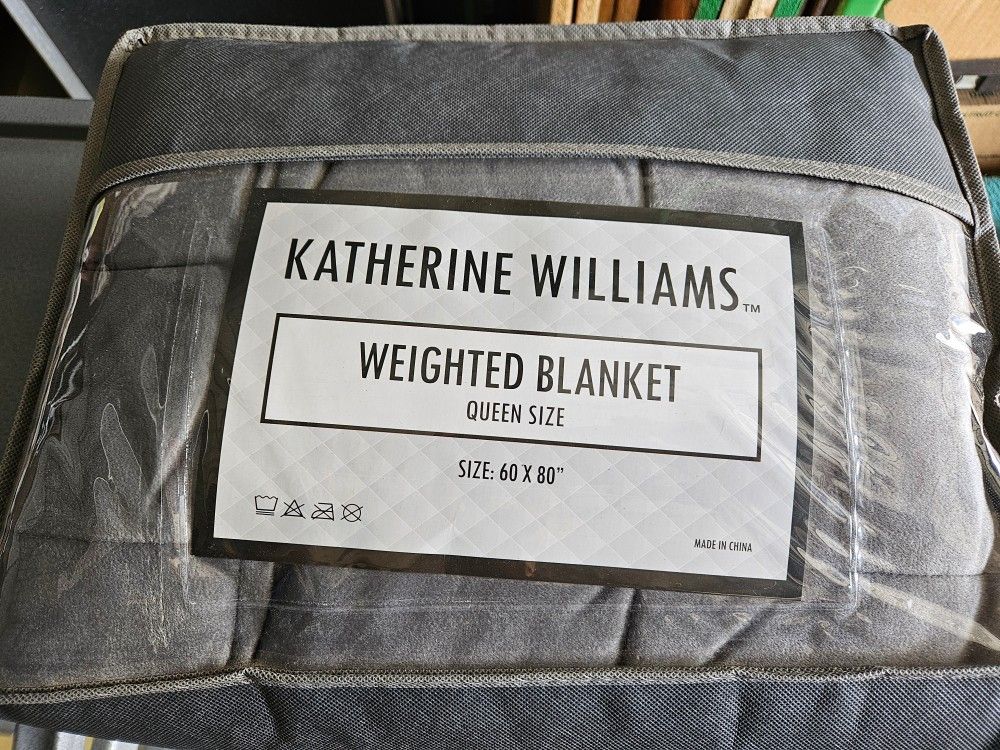 KATHERINE WILLIAMS™
WEIGHTED BLANKET
QUEEN SIZE
SIZE: 60 X 80”
MADE IN CHINA